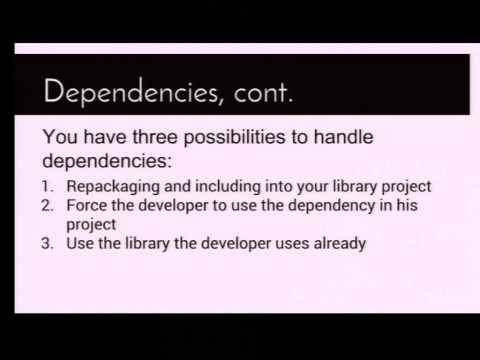 Dependencies, cont.
You have three possibilities to handle
dependencies:
1. Repackaging and including into your library project
2. Force the developer to use the dependency in his
project
3. Use the library the developer uses already